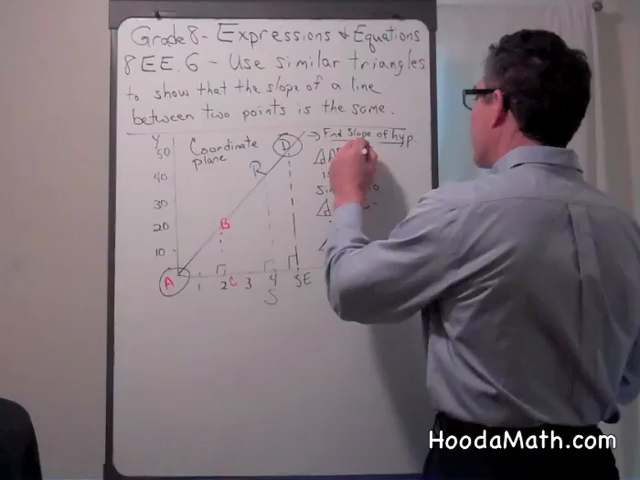 Grade 8 - Expressions & Equations
8 EE.6 - Use similar triangles
to show that the slope of a line
between two points is the same.
Y
50
40
30
20
10
Coordinate
plane
→ Find Slope of hyp.
D
R
B
A
1 2 C 3 4 5 E
S
HoodaMath.com